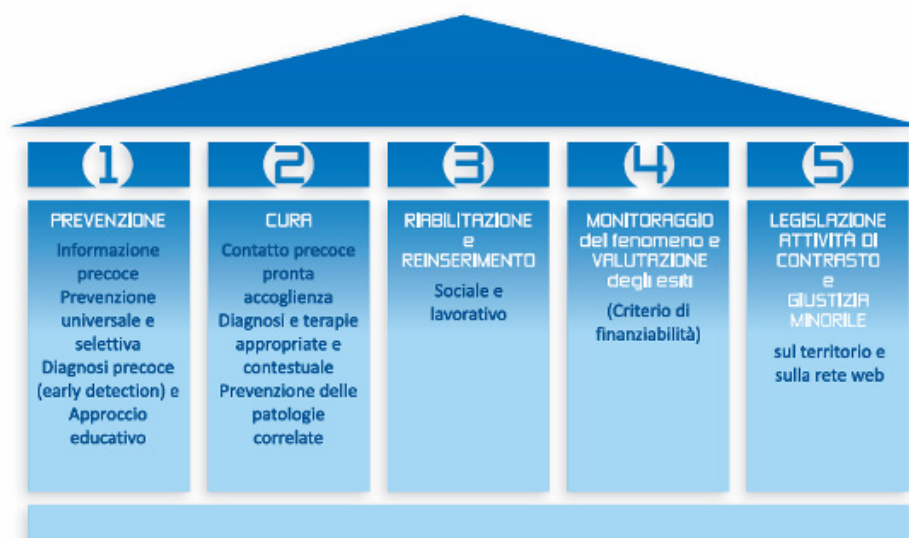 1
PREVENZIONE
Informazione
precoce
Prevenzione
universale e
selettiva
Diagnosi precoce
(early detection) e
Approccio
educativo
2
CURA
Contatto precoce
pronta
accoglienza
Diagnosi e terapie
appropriate e
contestuale
Prevenzione delle
patologie
correlate
3
RIABILITAZIONE
e
REINSERIMENTO
Sociale e
lavorativo
4
MONITORAGGIO
del fenomeno e
VALUTAZIONE
degli esiti
(Criterio di
finanziabilità)
5
LEGISLAZIONE
ATTIVITÀ DI
CONTRASTO
e
GIUSTIZIA
MINORILE
sul territorio e
sulla rete web